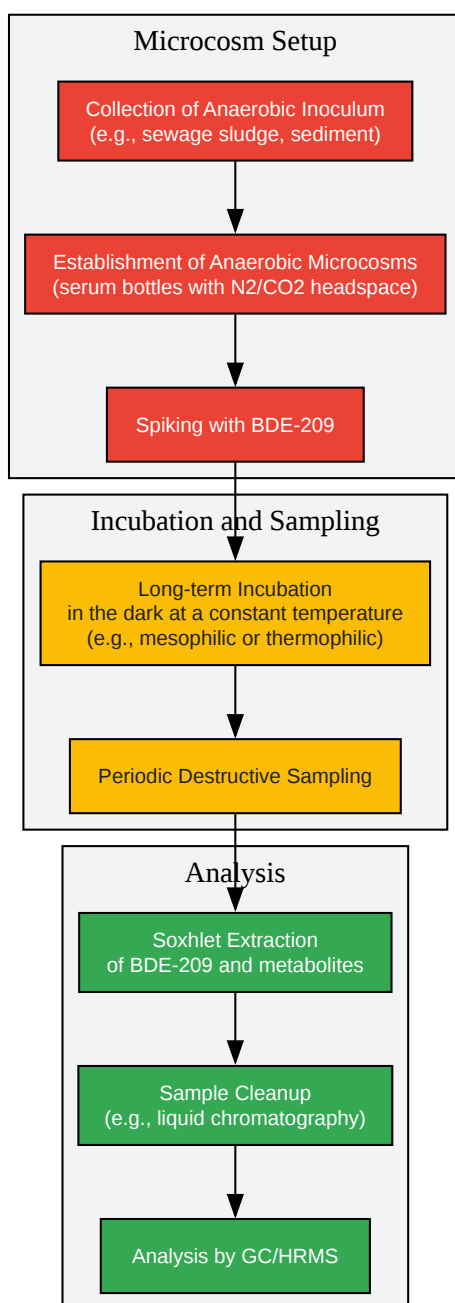 Microcosm Setup
Collection of Anaerobic Inoculum
(e.g., sewage sludge, sediment)
Establishment of Anaerobic Microcosms
(serum bottles with N2/CO2 headspace)
Spiking with BDE-209
Incubation and Sampling
Long-term Incubation
in the dark at a constant temperature
(e.g., mesophilic or thermophilic)
Periodic Destructive Sampling
Analysis
Soxhlet Extraction
of BDE-209 and metabolites
Sample Cleanup
(e.g., liquid chromatography)
Analysis by GC/HRMS